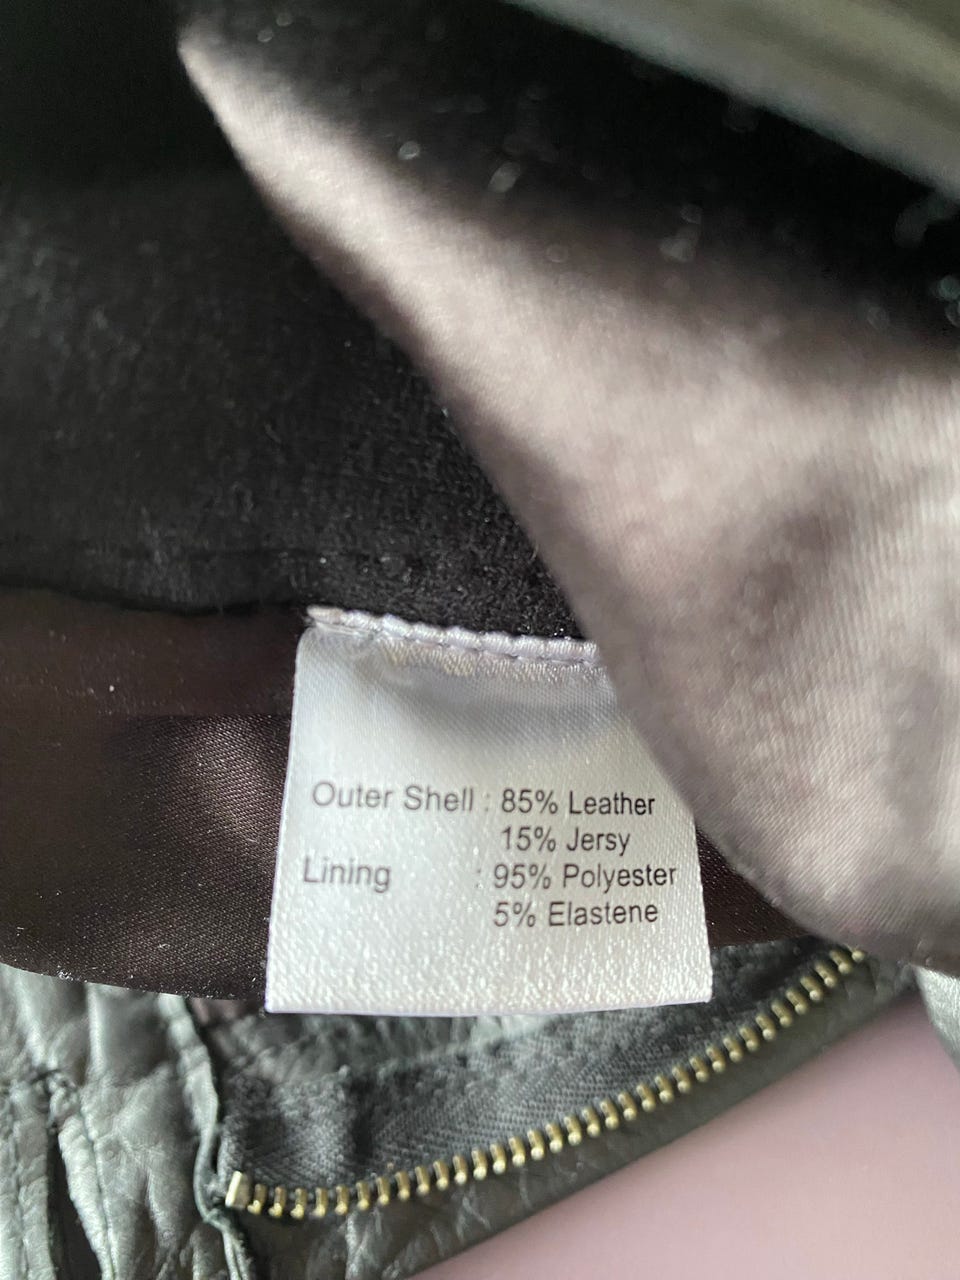 Outer Shell : 85% Leather
15% Jersy
Lining : 95% Polyester
5% Elastene